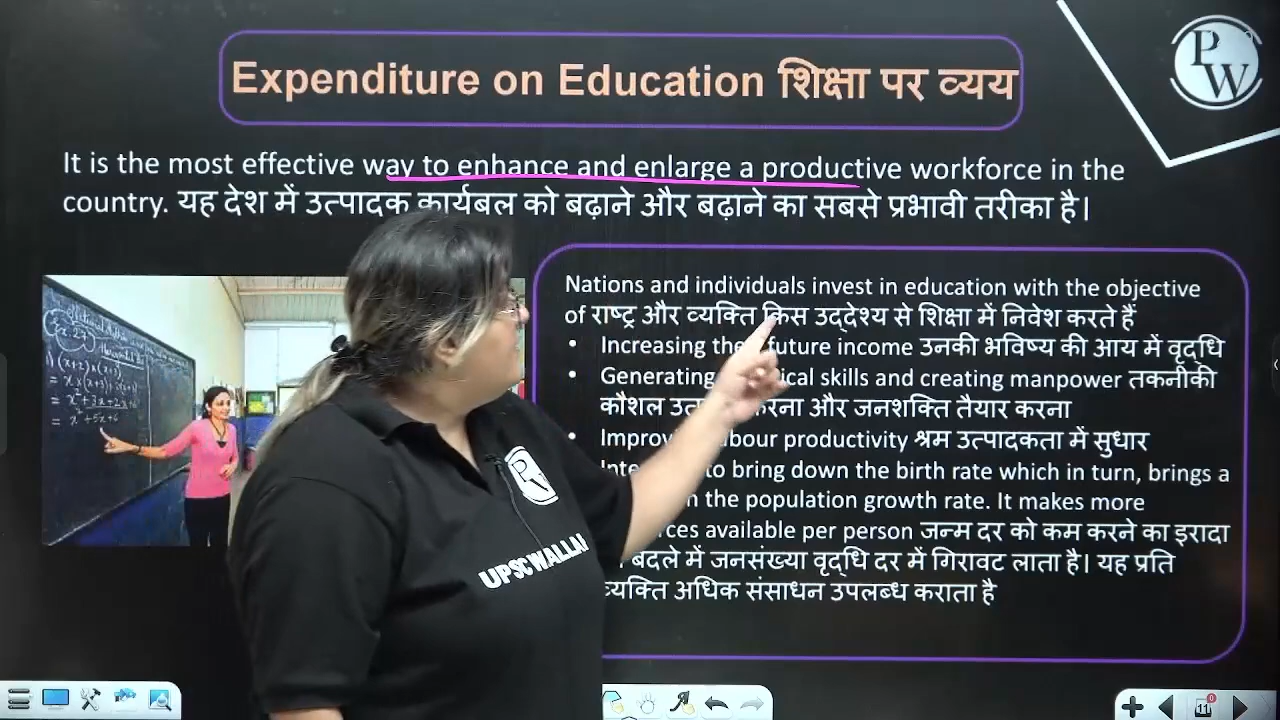 Expenditure on Education शिक्षा पर व्यय
PW
It is the most effective way to enhance and enlarge a productive workforce in the
country. यह देश में उत्पादक कार्यबल को बढ़ाने और बढ़ाने का सबसे प्रभावी तरीका है।
Nations and individuals invest in education with the objective
of राष्ट्र और व्यक्ति किस उद्देश्य से शिक्षा में निवेश करते हैं
• Increasing future income उनकी भविष्य की आय में वृद्धि
• Generating skills and creating manpower तकनीकी
कौशल करना और जनशक्ति तैयार करना
• labour productivity श्रम उत्पादकता में सुधार
to bring down the birth rate which in turn, brings a
the population growth rate. It makes more
available per person जन्म दर को कम करने का इरादा
बदले में जनसंख्या वृद्धि दर में गिरावट लाता है। यह प्रति
व्यक्ति अधिक संसाधन उपलब्ध कराता है
PW
UPSC WALLAH
11